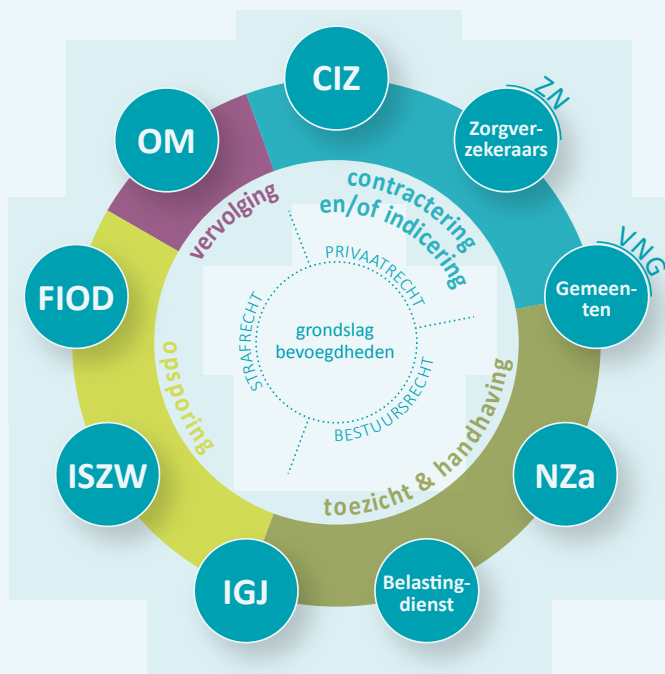 CIZ
ZN
Zorgver-
zekeraars
VNG
Gemeen-
ten
NZa
Belasting-
dienst
IGJ
ISZW
FIOD
OM
vervolging
contractering
en/of indicering
toezicht & handhaving
opsporing
PRIVAATRECHT
BESTUURSRECHT
STRAFRECHT
grondslag
bevoegdheden